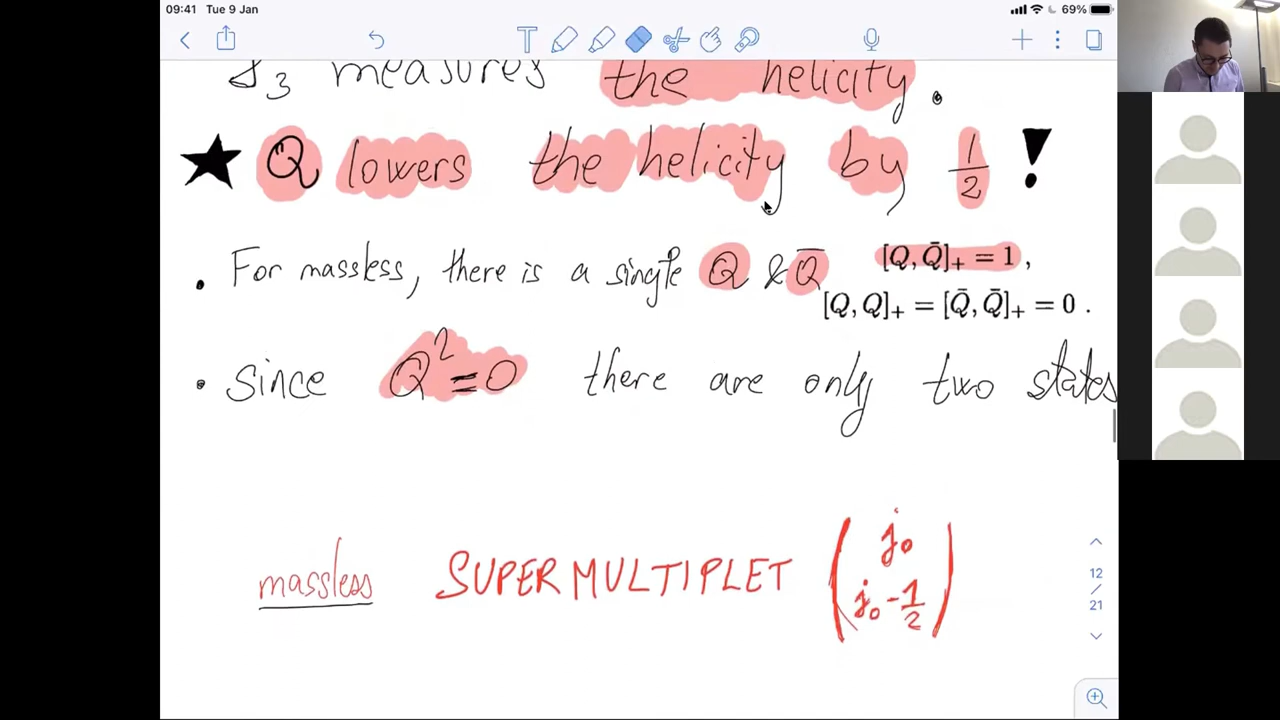 09:41 Tue 9 Jan 69%
J₃ measures the helicity.
★ Q lowers the helicity by 1/2 !
• For massless, there is a single Q & Q̄ [Q, Q̄]₊ = 1 ,
[Q, Q]₊ = [Q̄, Q̄]₊ = 0 .
• Since Q² = 0 there are only two states
massless SUPERMULTIPLET (j₀
j₀ - 1/2)
12
/
21